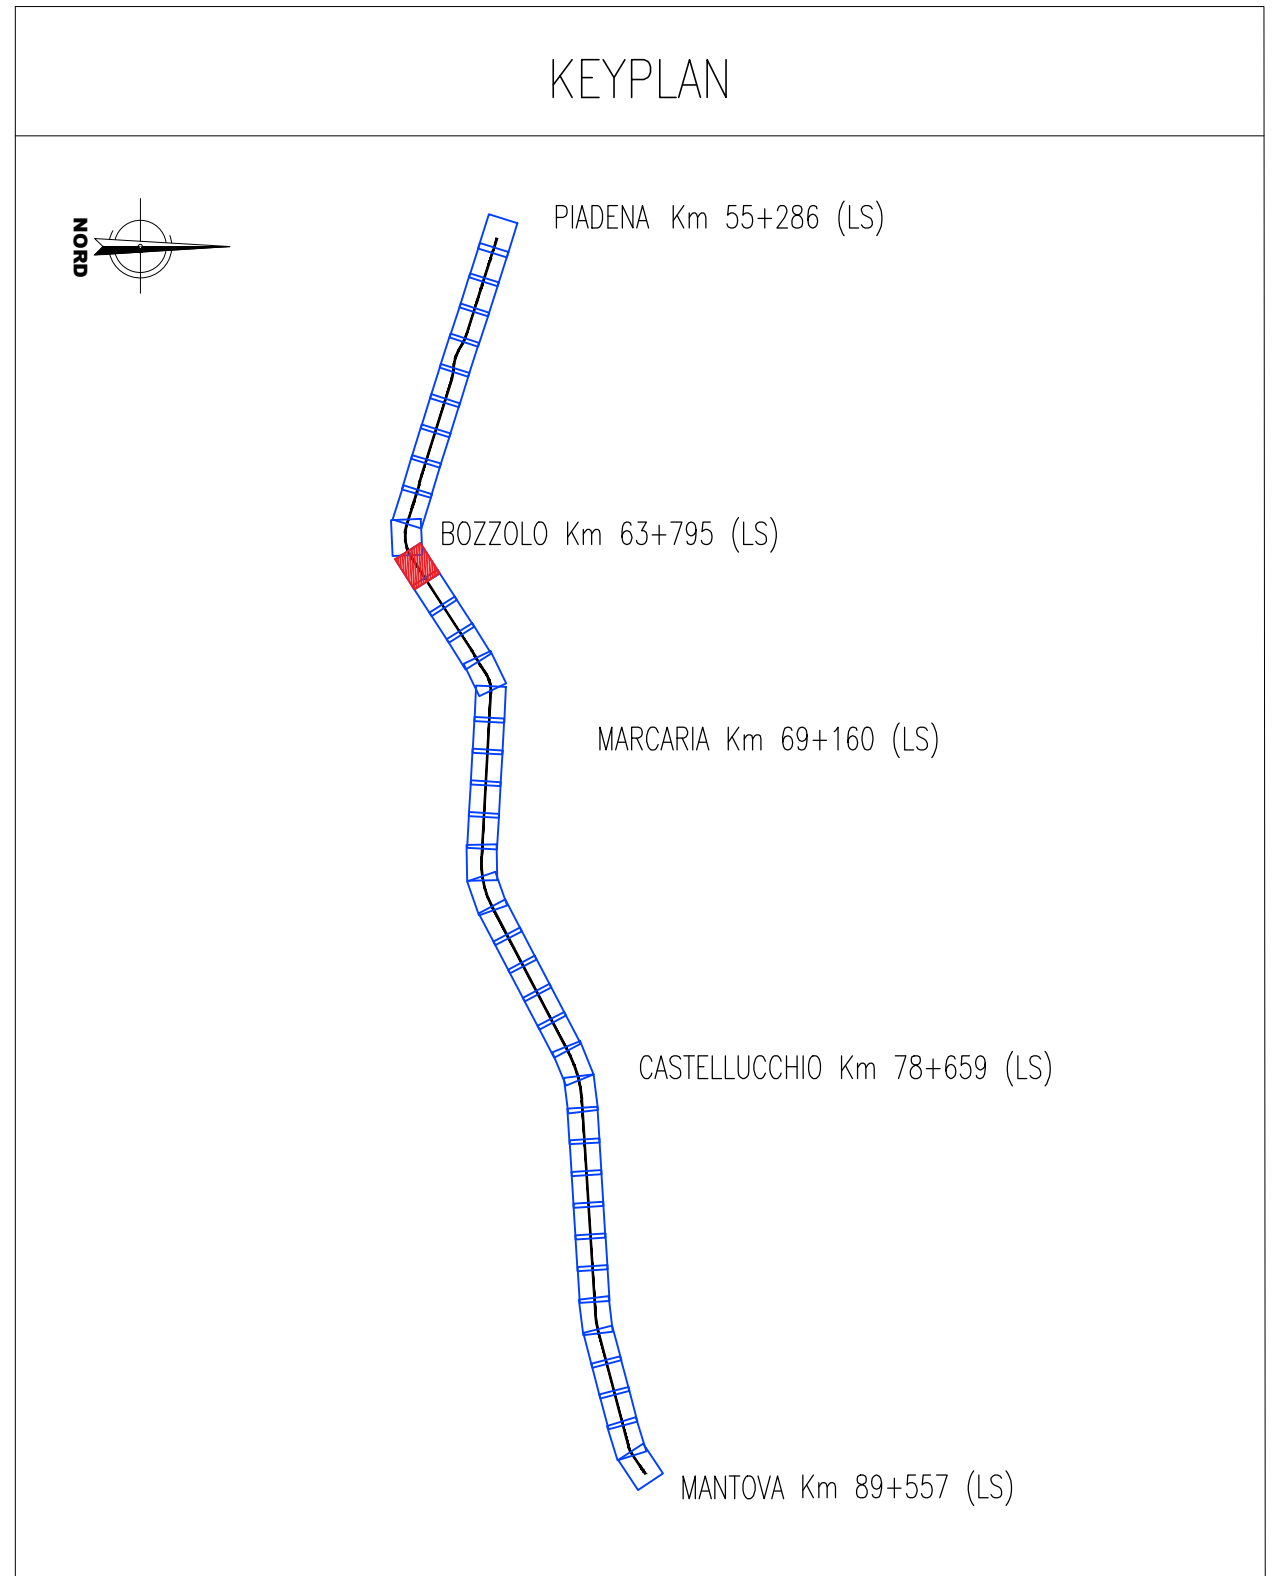 KEYPLAN
NORD
PIADENA Km 55+286 (LS)
BOZZOLO Km 63+795 (LS)
MARCARIA Km 69+160 (LS)
CASTELLUCCHIO Km 78+659 (LS)
MANTOVA Km 89+557 (LS)